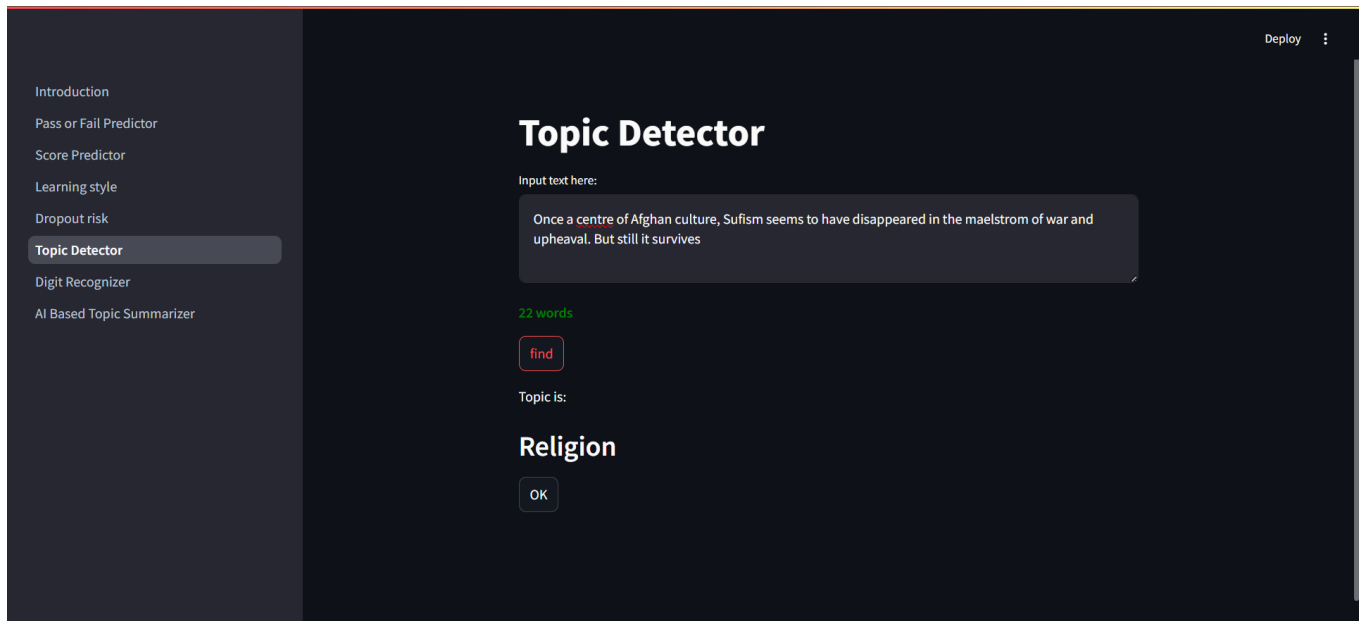 Deploy
Introduction
Pass or Fail Predictor
Score Predictor
Learning style
Dropout risk
Topic Detector
Digit Recognizer
AI Based Topic Summarizer
Topic Detector
Input text here:
Once a centre of Afghan culture, Sufism seems to have disappeared in the maelstrom of war and
upheaval. But still it survives
22 words
find
Topic is:
Religion
OK